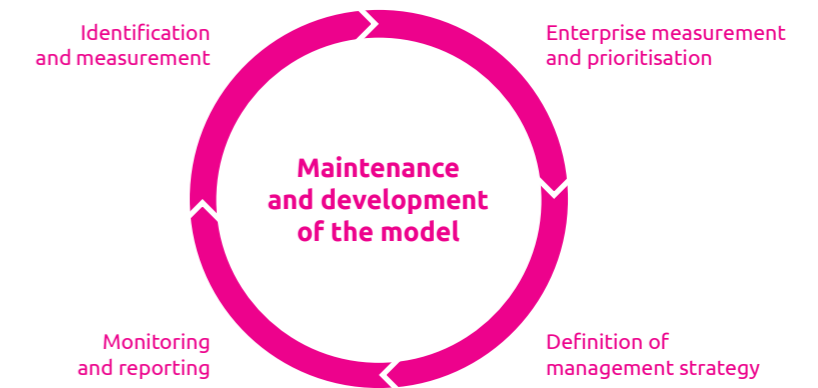 Identification
and measurement
Enterprise measurement
and prioritisation
Maintenance
and development
of the model
Monitoring
and reporting
Definition of
management strategy